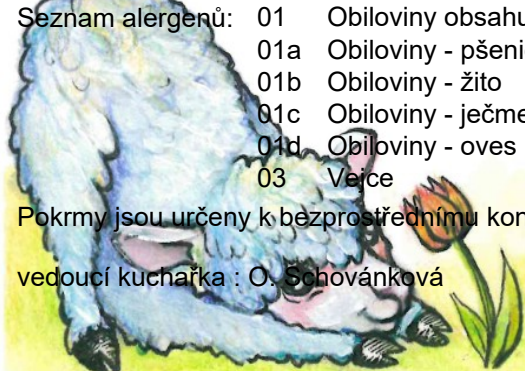 Seznam alergenů: 01 Obiloviny obsahu
01a Obiloviny - pšeni
01b Obiloviny - žito
01c Obiloviny - ječme
01d Obiloviny - oves
03 Vejce
Pokrmy jsou určeny k bezprostřednímu kon
vedoucí kuchařka : O. Schovánková